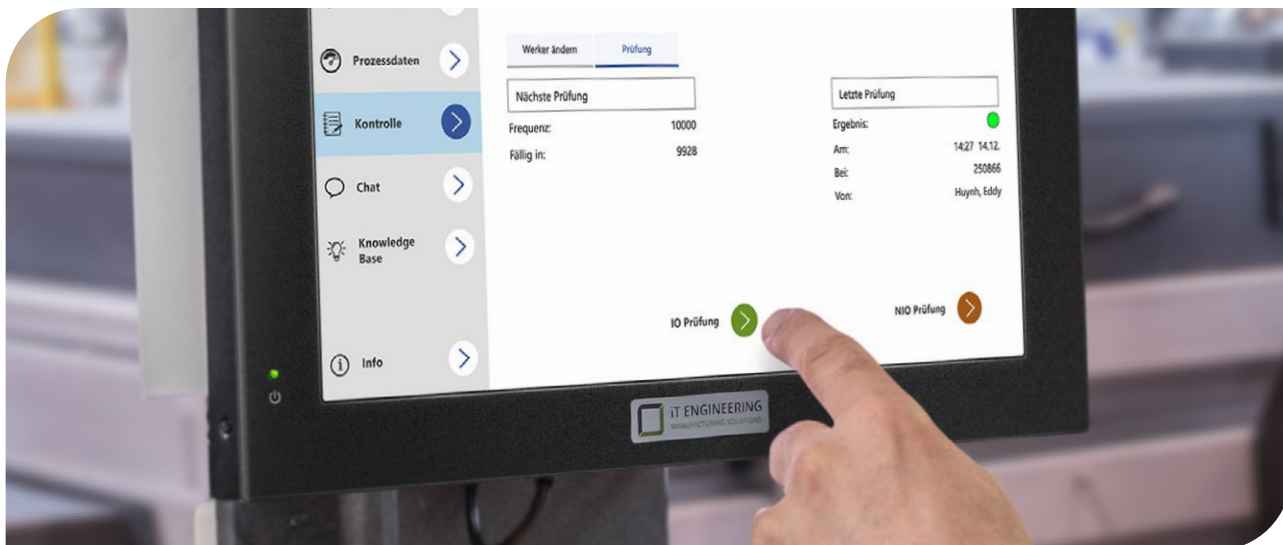 Prozessdaten
Kontrolle
Chat
Knowledge
Base
Info
Werker ändern
Prüfung
Nächste Prüfung
Frequenz: 10000
Fällig in: 9928
Letzte Prüfung
Ergebnis:
Am: 14:27 14.12.
Bei: 250866
Von: Huynh, Eddy
IO Prüfung
NIO Prüfung
iT ENGINEERING
MANUFACTURING SOLUTIONS